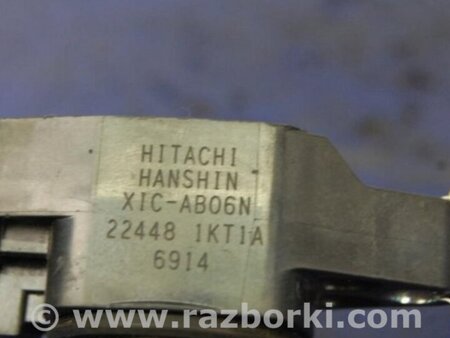 HITACHI
HANSHIN
XIC-AB06N
22448 1KT1A
6914
www.razborki.com